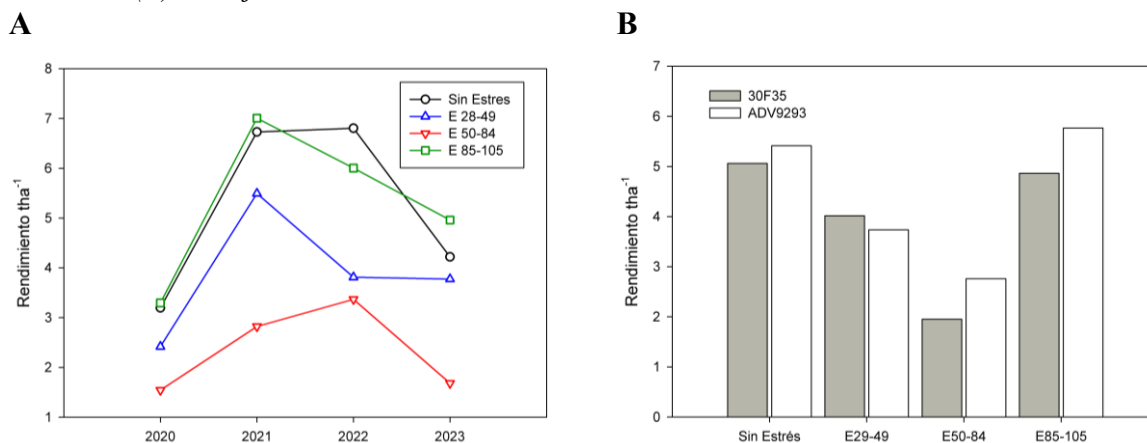 A
B
8
7
6
5
4
3
2
1
Rendimiento tha⁻¹
2020 2021 2022 2023
Sin Estres
E 28-49
E 50-84
E 85-105
7
6
5
4
3
2
1
0
Rendimiento tha⁻¹
30F35
ADV9293
Sin Estrés E29-49 E50-84 E85-105